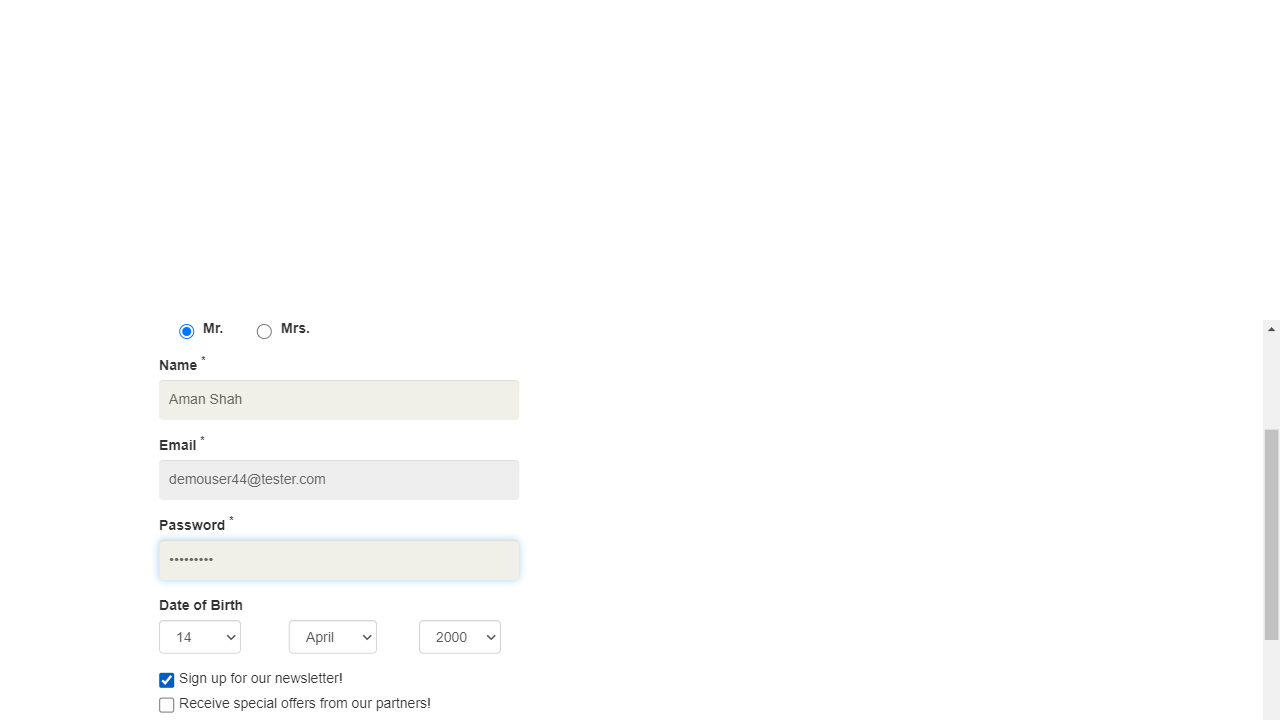 Mr. Mrs.
Name *
Aman Shah
Email *
demouser44@tester.com
Password *
•••••••••
Date of Birth
14 April 2000
Sign up for our newsletter!
Receive special offers from our partners!